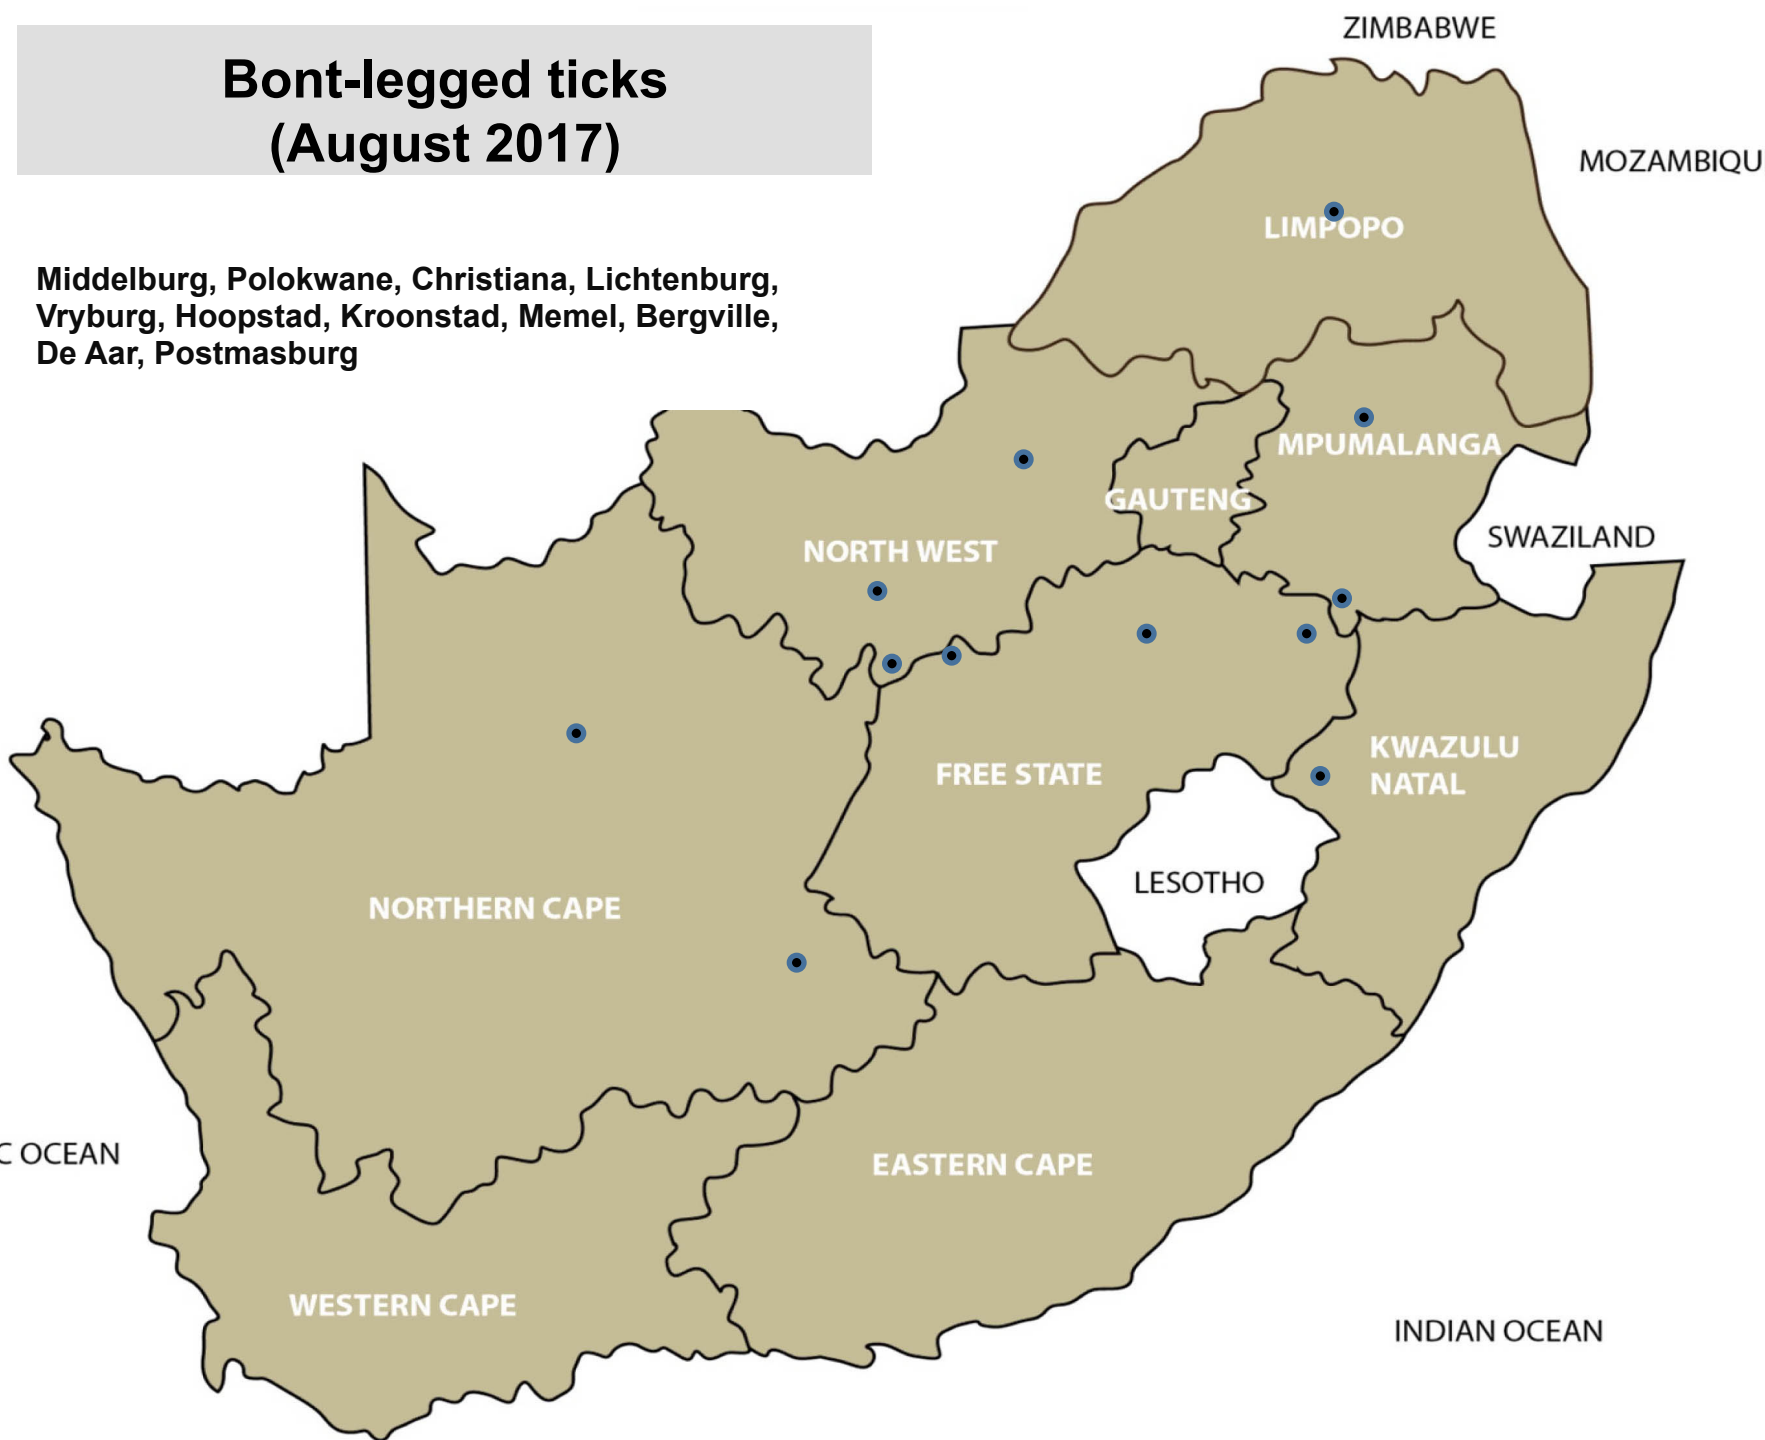 Bont-legged ticks
(August 2017)
Middelburg, Polokwane, Christiana, Lichtenburg,
Vryburg, Hoopstad, Kroonstad, Memel, Bergville,
De Aar, Postmasburg
ZIMBABWE
MOZAMBIQU
LIMPOPO
MPUMALANGA
GAUTENG
SWAZILAND
NORTH WEST
KWAZULU
NATAL
FREE STATE
LESOTHO
NORTHERN CAPE
C OCEAN
EASTERN CAPE
WESTERN CAPE
INDIAN OCEAN